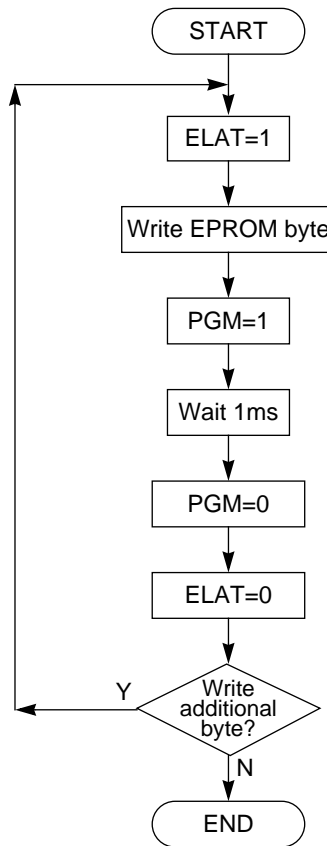 START
ELAT=1
Write EPROM byte
PGM=1
Wait 1ms
PGM=0
ELAT=0
Y
Write
additional
byte?
N
END